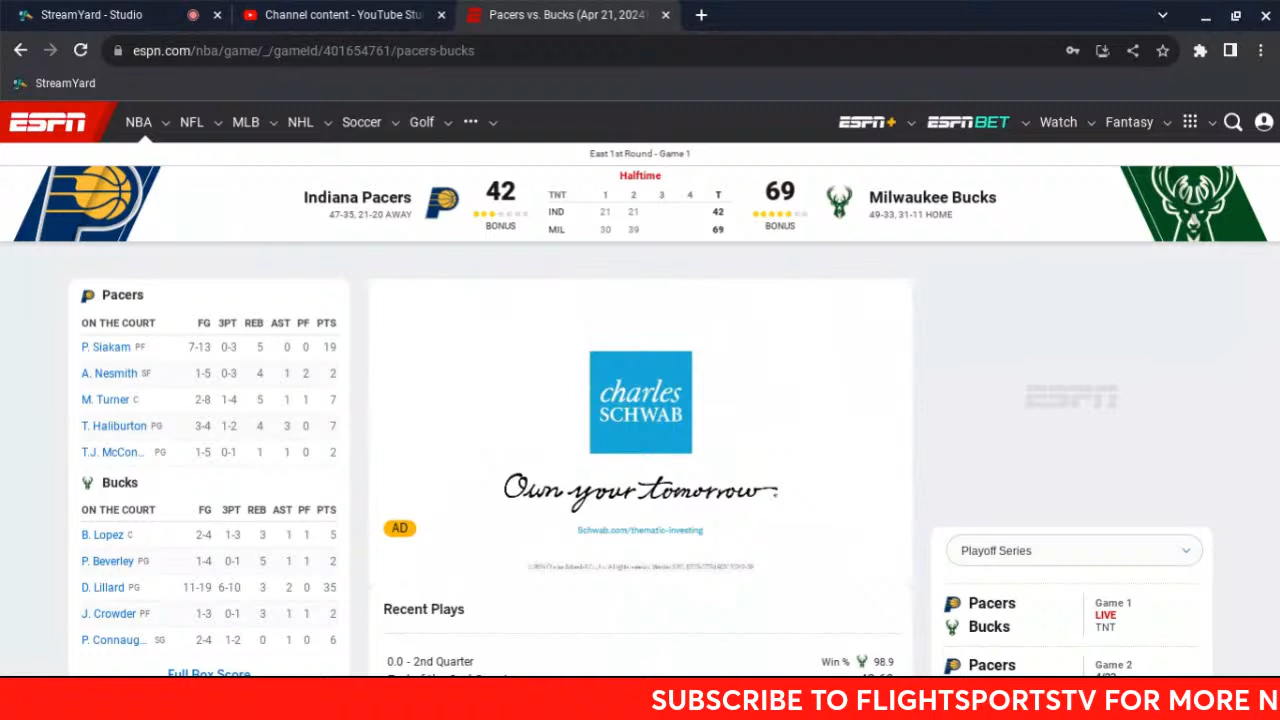 StreamYard - Studio
Channel content - YouTube Stu
Pacers vs. Bucks (Apr 21, 2024
espn.com/nba/game/_/gameId/401654761/pacers-bucks
StreamYard
ESPN NBA NFL MLB NHL Soccer Golf ••• ESPN+ ESPN BET Watch Fantasy
East 1st Round - Game 1
Indiana Pacers
47-35, 21-20 AWAY
42
BONUS
Halftime
TNT 1 2 3 4 T
IND 21 21 42
MIL 30 39 69
69
BONUS
Milwaukee Bucks
49-33, 31-11 HOME
Pacers
ON THE COURT FG 3PT REB AST PF PTS
P. Siakam PF 7-13 0-3 5 0 0 19
A. Nesmith SF 1-5 0-3 4 1 2 2
M. Turner C 2-8 1-4 5 1 1 7
T. Haliburton PG 3-4 1-2 4 3 0 7
T.J. McCon... PG 1-5 0-1 1 1 0 2
Bucks
ON THE COURT FG 3PT REB AST PF PTS
B. Lopez C 2-4 1-3 3 1 1 5
P. Beverley PG 1-4 0-1 5 1 1 2
D. Lillard PG 11-19 6-10 3 2 0 35
J. Crowder PF 1-3 0-1 3 1 1 2
P. Connaug... SG 2-4 1-2 0 1 0 6
Full Box Score
charles
SCHWAB
Own your tomorrow.
AD
Schwab.com/thematic-investing
Recent Plays
0.0 - 2nd Quarter
Win % 98.9
ESPN
Playoff Series
Pacers
Bucks
Game 1
LIVE
TNT
Pacers
Game 2
SUBSCRIBE TO FLIGHTSPORTSTV FOR MORE N